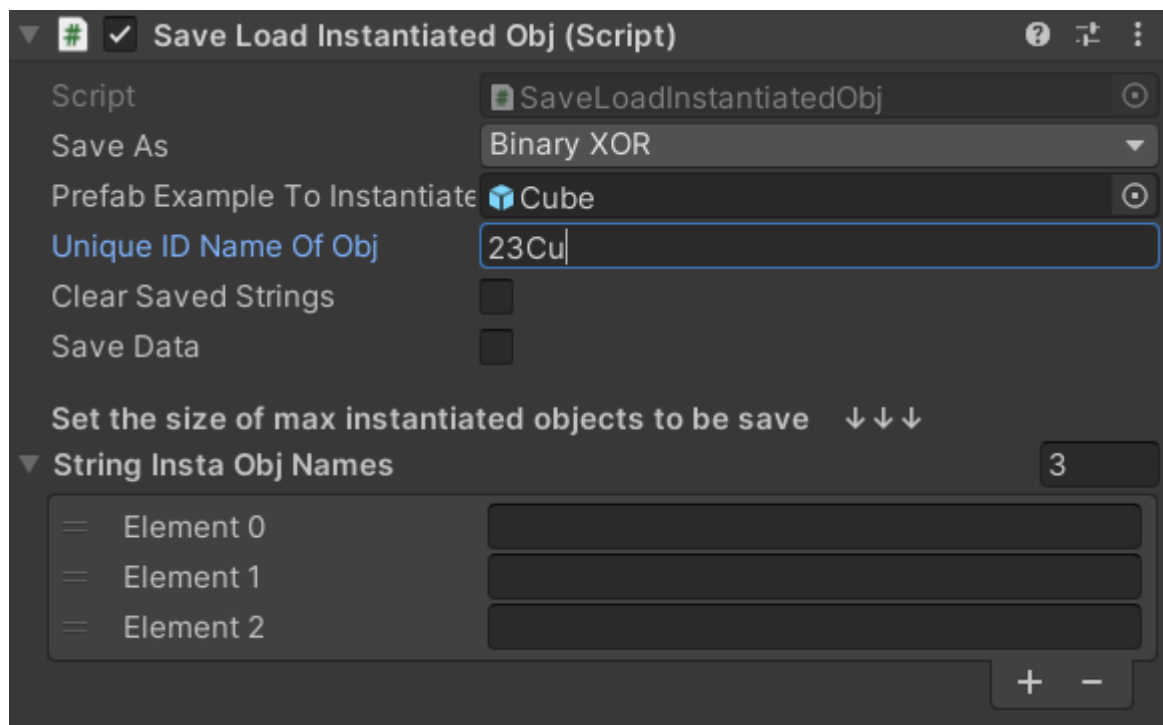 Save Load Instantiated Obj (Script)
Script SaveLoadInstantiatedObj
Save As Binary XOR
Prefab Example To Instantiate Cube
Unique ID Name Of Obj 23Cu
Clear Saved Strings
Save Data
Set the size of max instantiated objects to be save ↓↓↓
String Insta Obj Names 3
Element 0
Element 1
Element 2